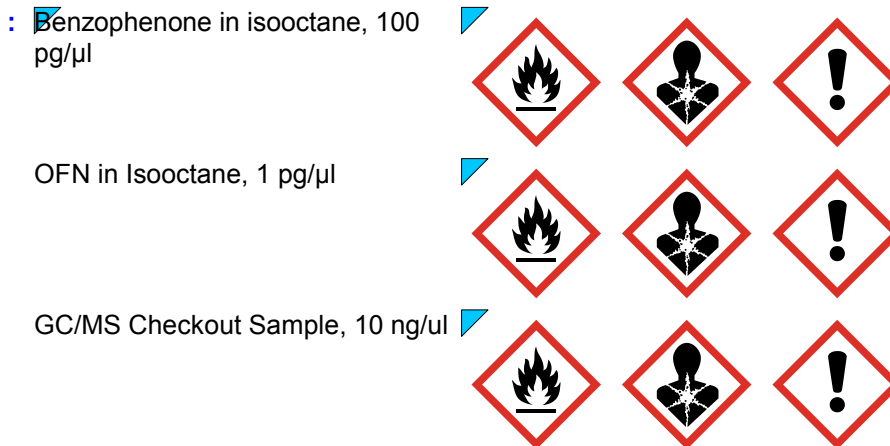 : Benzophenone in isooctane, 100
pg/µl
OFN in Isooctane, 1 pg/µl
GC/MS Checkout Sample, 10 ng/ul